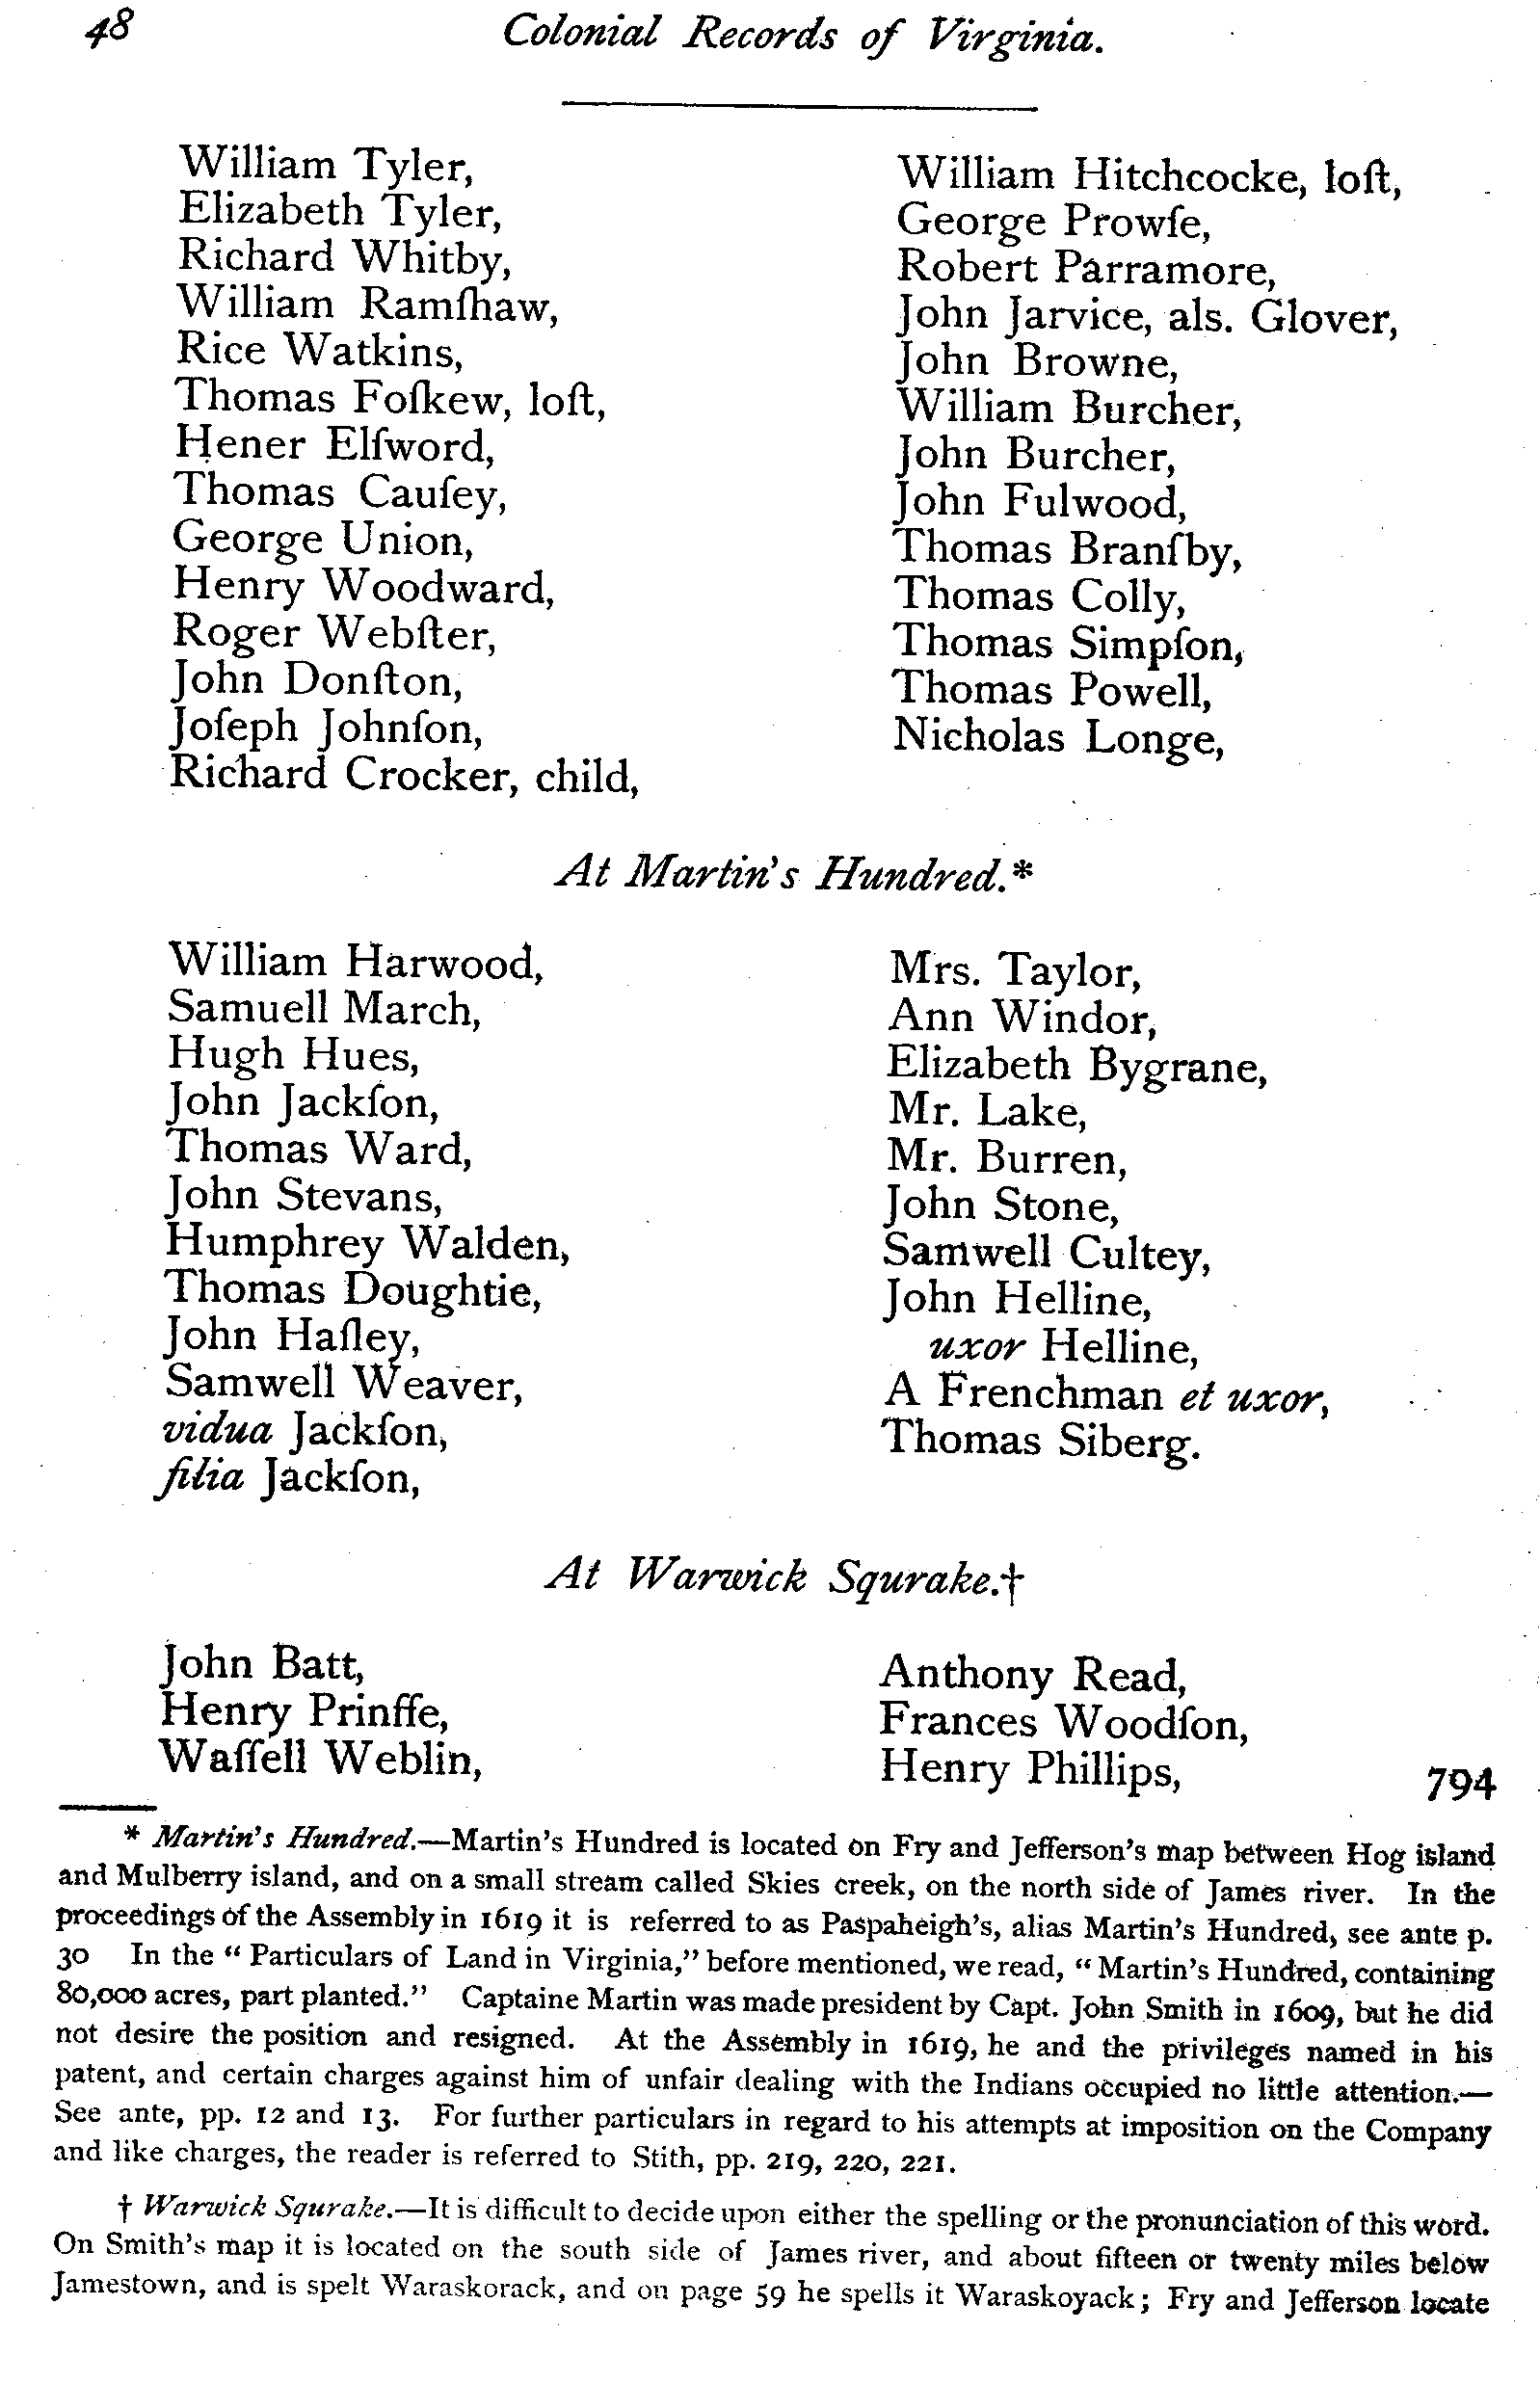 48
Colonial Records of Virginia.
William Tyler,
Elizabeth Tyler,
Richard Whitby,
William Ramſhaw,
Rice Watkins,
Thomas Foſkew, loſt,
Hener Elſword,
Thomas Cauſey,
George Union,
Henry Woodward,
Roger Webſter,
John Donſton,
Joſeph Johnſon,
Richard Crocker, child,
William Hitchcocke, loſt,
George Prowſe,
Robert Parramore,
John Jarvice, als. Glover,
John Browne,
William Burcher,
John Burcher,
John Fulwood,
Thomas Branſby,
Thomas Colly,
Thomas Simpſon,
Thomas Powell,
Nicholas Longe,
At Martin's Hundred.*
William Harwood,
Samuell March,
Hugh Hues,
John Jackſon,
Thomas Ward,
John Stevans,
Humphrey Walden,
Thomas Doughtie,
John Haſley,
Samwell Weaver,
vidua Jackſon,
filia Jackſon,
Mrs. Taylor,
Ann Windor,
Elizabeth Bygrane,
Mr. Lake,
Mr. Burren,
John Stone,
Samwell Cultey,
John Helline,
uxor Helline,
A Frenchman et uxor,
Thomas Siberg.
At Warwick Squrake.†
John Batt,
Henry Prinffe,
Waſſell Weblin,
Anthony Read,
Frances Woodſon,
Henry Phillips,
794
* Martin's Hundred.—Martin's Hundred is located on Fry and Jefferson's map between Hog island
and Mulberry island, and on a small stream called Skies creek, on the north side of James river. In the
proceedings of the Assembly in 1619 it is referred to as Paspaheigh's, alias Martin's Hundred, see ante p.
30 In the "Particulars of Land in Virginia," before mentioned, we read, "Martin's Hundred, containing
80,000 acres, part planted." Captaine Martin was made president by Capt. John Smith in 1609, but he did
not desire the position and resigned. At the Assembly in 1619, he and the privileges named in his
patent, and certain charges against him of unfair dealing with the Indians occupied no little attention.—
See ante, pp. 12 and 13. For further particulars in regard to his attempts at imposition on the Company
and like charges, the reader is referred to Stith, pp. 219, 220, 221.
† Warwick Squrake.—It is difficult to decide upon either the spelling or the pronunciation of this word.
On Smith's map it is located on the south side of James river, and about fifteen or twenty miles below
Jamestown, and is spelt Waraskorack, and on page 59 he spells it Waraskoyack; Fry and Jefferson locate